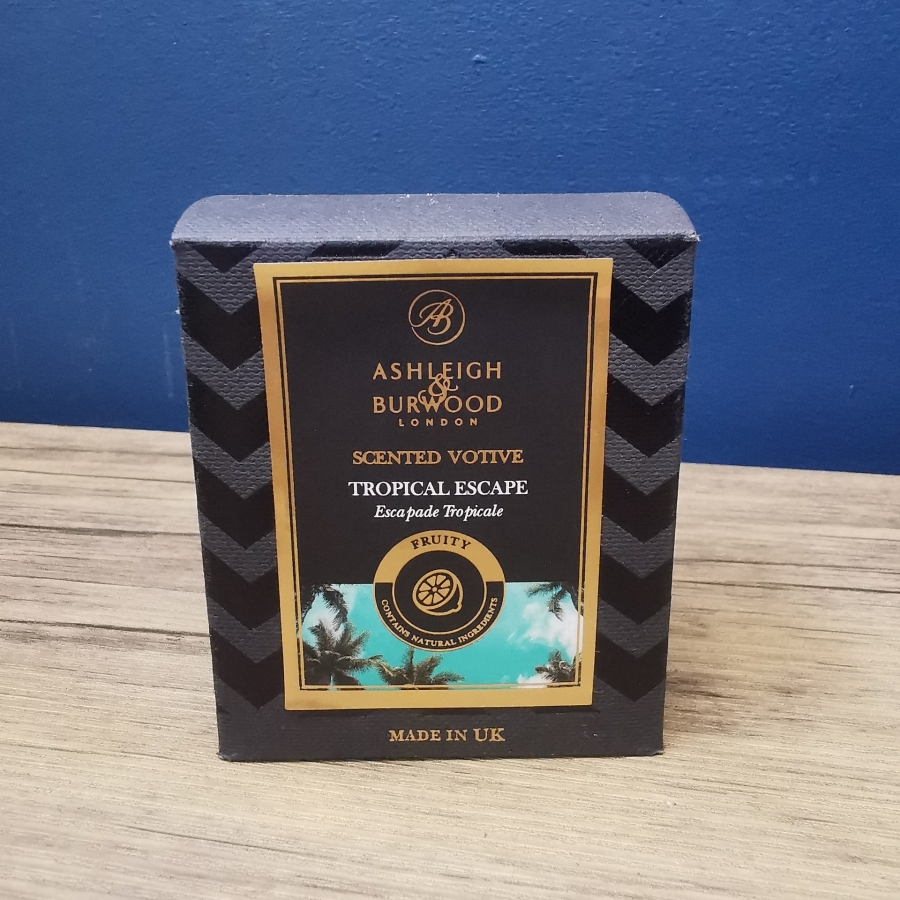 AB
ASHLEIGH
&
BURWOOD
LONDON
SCENTED VOTIVE
TROPICAL ESCAPE
Escapade Tropicale
FRUITY
CONTAINS NATURAL INGREDIENTS
MADE IN UK